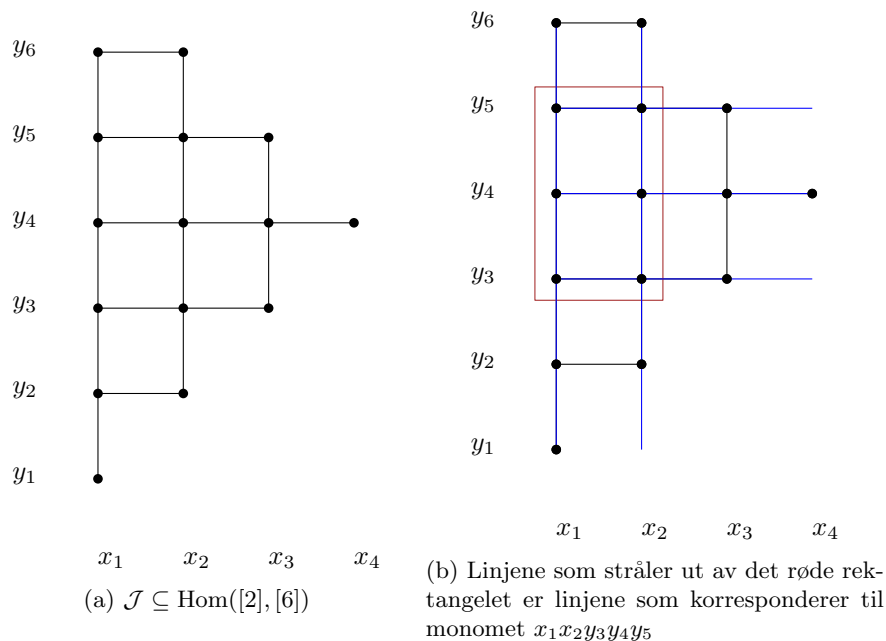 y₆
y₅
y₄
y₃
y₂
y₁
x₁ x₂ x₃ x₄
(a) 𝒥 ⊆ Hom([2], [6])
y₆
y₅
y₄
y₃
y₂
y₁
x₁ x₂ x₃ x₄
(b) Linjene som stråler ut av det røde rek-
tangelet er linjene som korresponderer til
monomet x₁x₂y₃y₄y₅